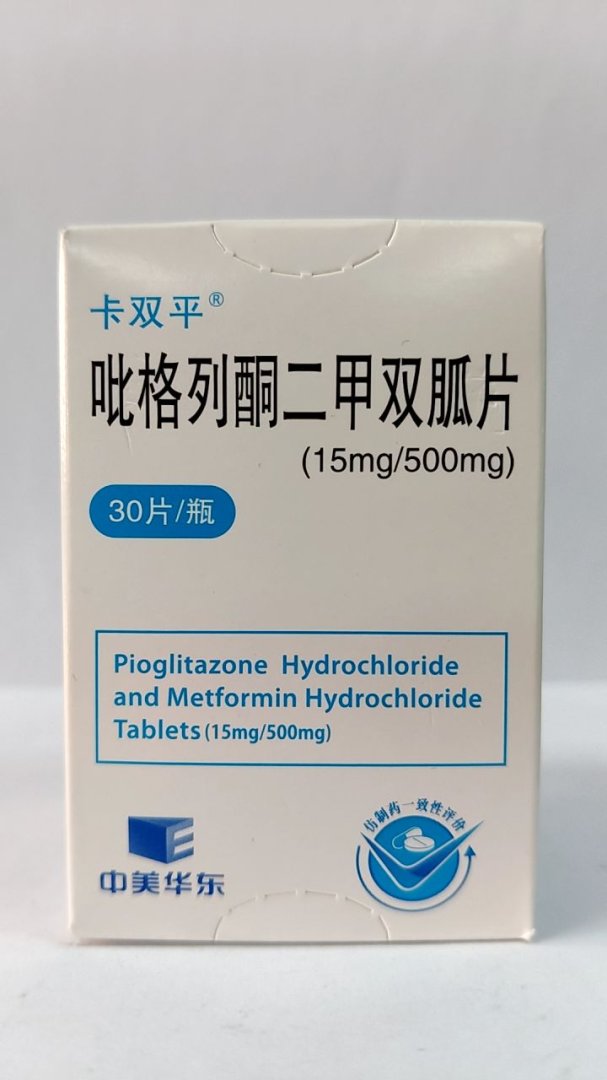 卡双平®
吡格列酮二甲双胍片
(15mg/500mg)
30片/瓶
Pioglitazone Hydrochloride
and Metformin Hydrochloride
Tablets (15mg/500mg)
仿制药一致性评价
中美华东